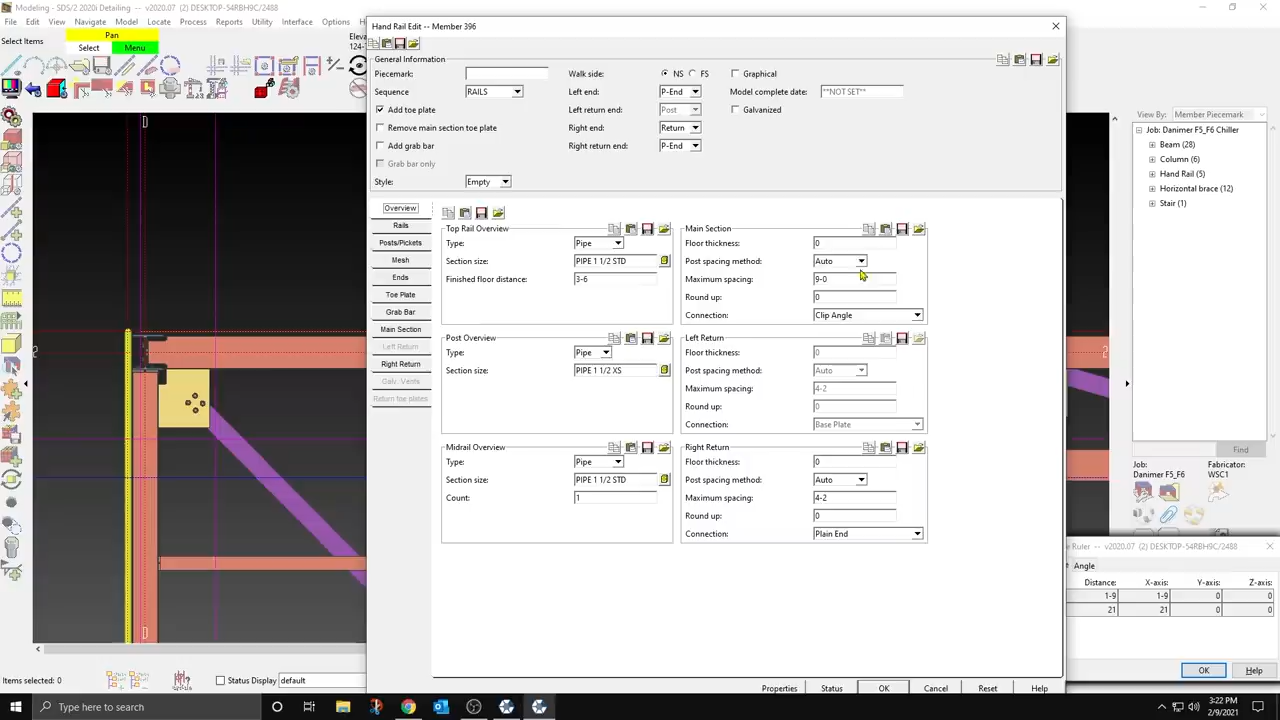 Modeling - SDS/2 2020i Detailing - v2020.07 (2) DESKTOP-54RBH9C/2488
File Edit View Navigate Model Locate Process Reports Utility Interface Options
Select Items
Pan
Select Menu
Hand Rail Edit -- Member 396
General Information
Piecemark:
Walk side: NS FS
Graphical
Model complete date: **NOT SET**
Sequence RAILS
Left end: P-End
Galvanized
Add toe plate
Left return end: Post
Remove main section toe plate
Right end: Return
Add grab bar
Right return end: P-End
Grab bar only
Style: Empty
Overview
Rails
Posts/Pickets
Mesh
Ends
Toe Plate
Grab Bar
Main Section
Left Return
Right Return
Galv. Vents
Return toe plates
Top Rail Overview
Type: Pipe
Section size: PIPE 1 1/2 STD
Finished floor distance: 3-6
Main Section
Floor thickness: 0
Post spacing method: Auto
Maximum spacing: 9-0
Round up: 0
Connection: Clip Angle
Post Overview
Type: Pipe
Section size: PIPE 1 1/2 XS
Left Return
Floor thickness: 0
Post spacing method: Auto
Maximum spacing: 4-2
Round up: 0
Connection: Base Plate
Midrail Overview
Type: Pipe
Section size: PIPE 1 1/2 STD
Count: 1
Right Return
Floor thickness: 0
Post spacing method: Auto
Maximum spacing: 4-2
Round up: 0
Connection: Plain End
Properties Status OK Cancel Reset Help
View By: Member Piecemark
Job: Danimer F5_F6 Chiller
Beam (28)
Column (6)
Hand Rail (5)
Horizontal brace (12)
Stair (1)
Find
Job: Fabricator:
Danimer F5_F6 WSC1
Ruler -- v2020.07 (2) DESKTOP-54RBH9C/2488
Angle
Distance: X-axis: Y-axis: Z-axis:
1-9 1-9 0 0
21 21 0 0
OK Help
D
D
2
Items selected: 0
Status Display default
Type here to search
3:22 PM
2/9/2021